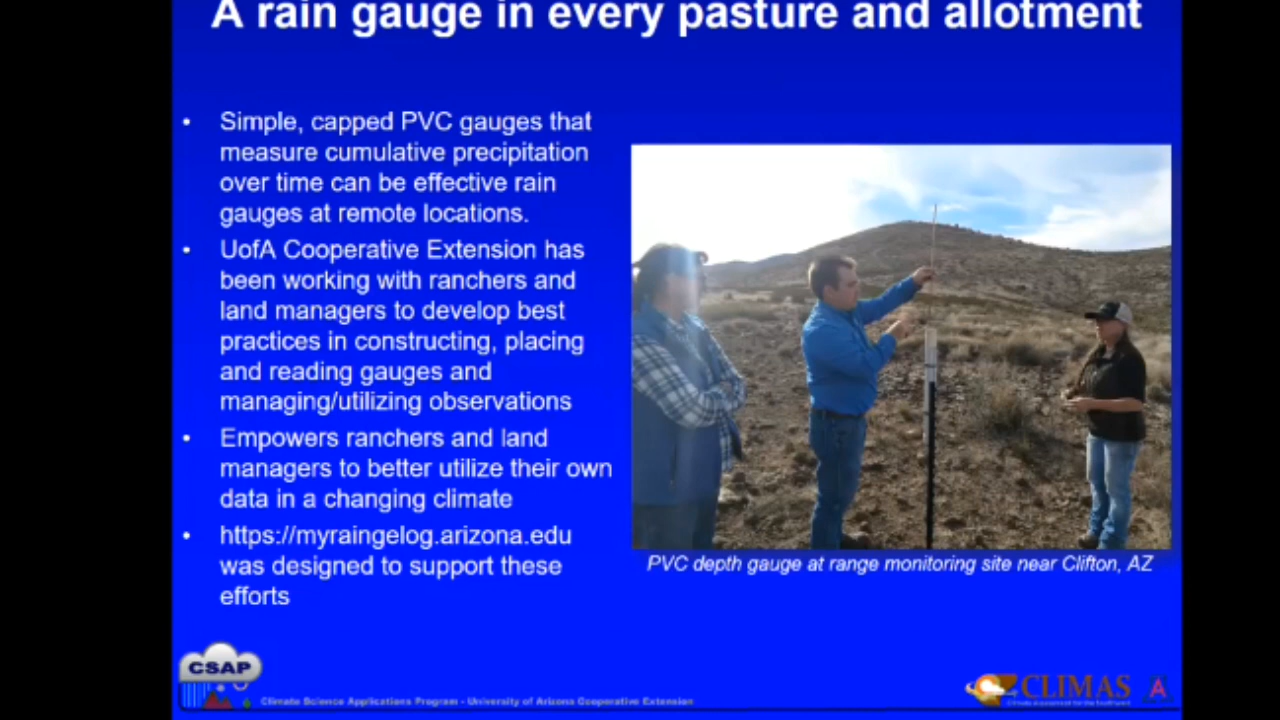 A rain gauge in every pasture and allotment
• Simple, capped PVC gauges that
measure cumulative precipitation
over time can be effective rain
gauges at remote locations.
• UofA Cooperative Extension has
been working with ranchers and
land managers to develop best
practices in constructing, placing
and reading gauges and
managing/utilizing observations
• Empowers ranchers and land
managers to better utilize their own
data in a changing climate
• https://myraingelog.arizona.edu
was designed to support these
efforts
PVC depth gauge at range monitoring site near Clifton, AZ
CSAP
Climate Science Applications Program - University of Arizona Cooperative Extension
CLIMAS
A